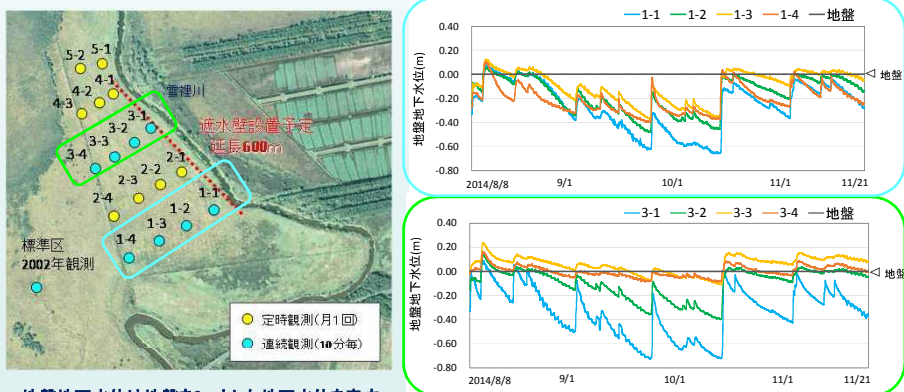 5-2 5-1
4-1
4-2
4-3
雪裡川
3-1
3-2
3-3
3-4
遮水壁設置予定
延長600m
2-1
2-2
2-3
2-4
1-1
1-2
1-3
1-4
標準区
2002年観測
定時観測(月1回)
連続観測(10分毎)
1-1 1-2 1-3 1-4 地盤
地盤地下水位(m)
0.40
0.20
0.00
-0.20
-0.40
-0.60
-0.80
地盤
2014/8/8 9/1 10/1 11/1 11/21
3-1 3-2 3-3 3-4 地盤
地盤地下水位(m)
0.40
0.20
0.00
-0.20
-0.40
-0.60
-0.80
地盤
2014/8/8 9/1 10/1 11/1 11/21